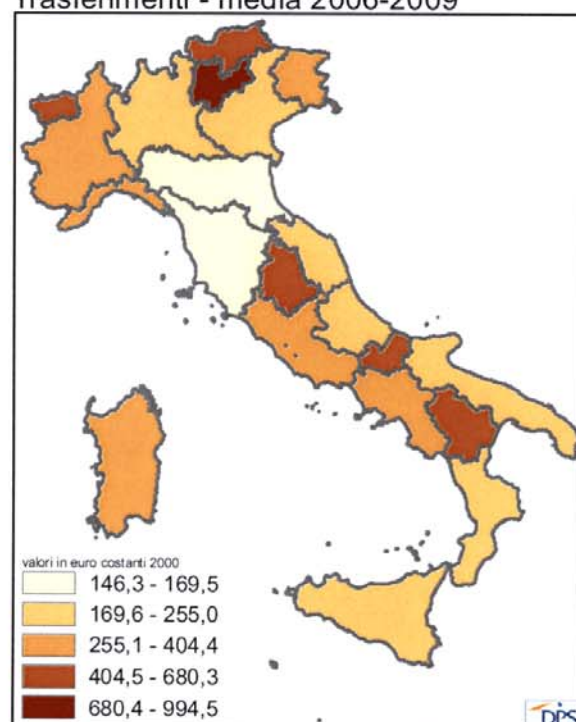 Trasferimenti - media 2006-2009
valori in euro costanti 2000
146,3 - 169,5
169,6 - 255,0
255,1 - 404,4
404,5 - 680,3
680,4 - 994,5
DPS